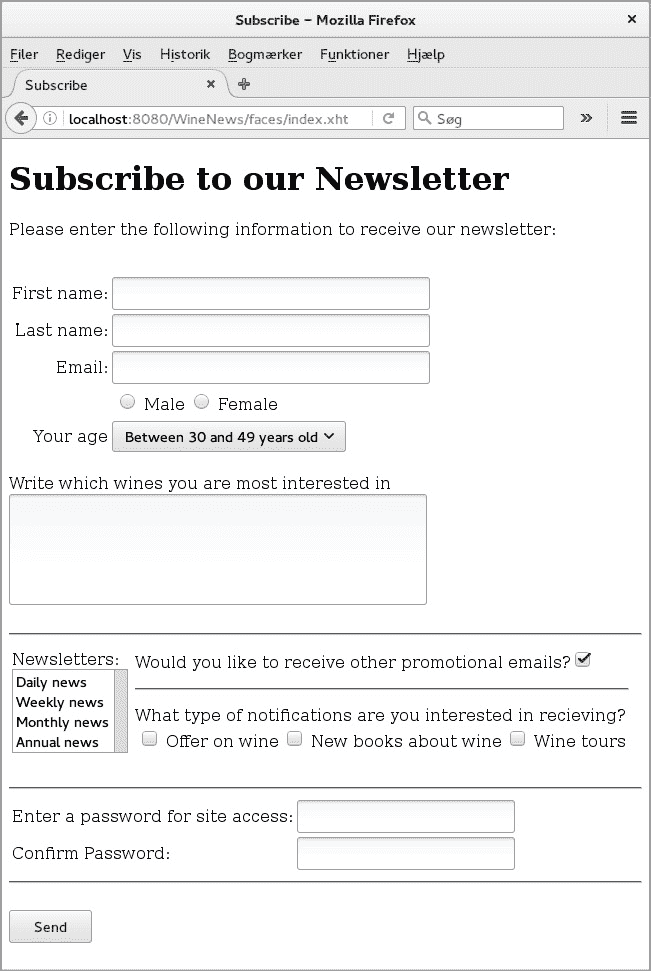 Subscribe – Mozilla Firefox
Filer Rediger Vis Historik Bogmærker Funktioner Hjælp
Subscribe
localhost:8080/WineNews/faces/index.xht
Søg
Subscribe to our Newsletter
Please enter the following information to receive our newsletter:
First name:
Last name:
Email:
Male Female
Your age Between 30 and 49 years old
Write which wines you are most interested in
Newsletters:
Daily news
Weekly news
Monthly news
Annual news
Would you like to receive other promotional emails?
What type of notifications are you interested in recieving?
Offer on wine New books about wine Wine tours
Enter a password for site access:
Confirm Password:
Send